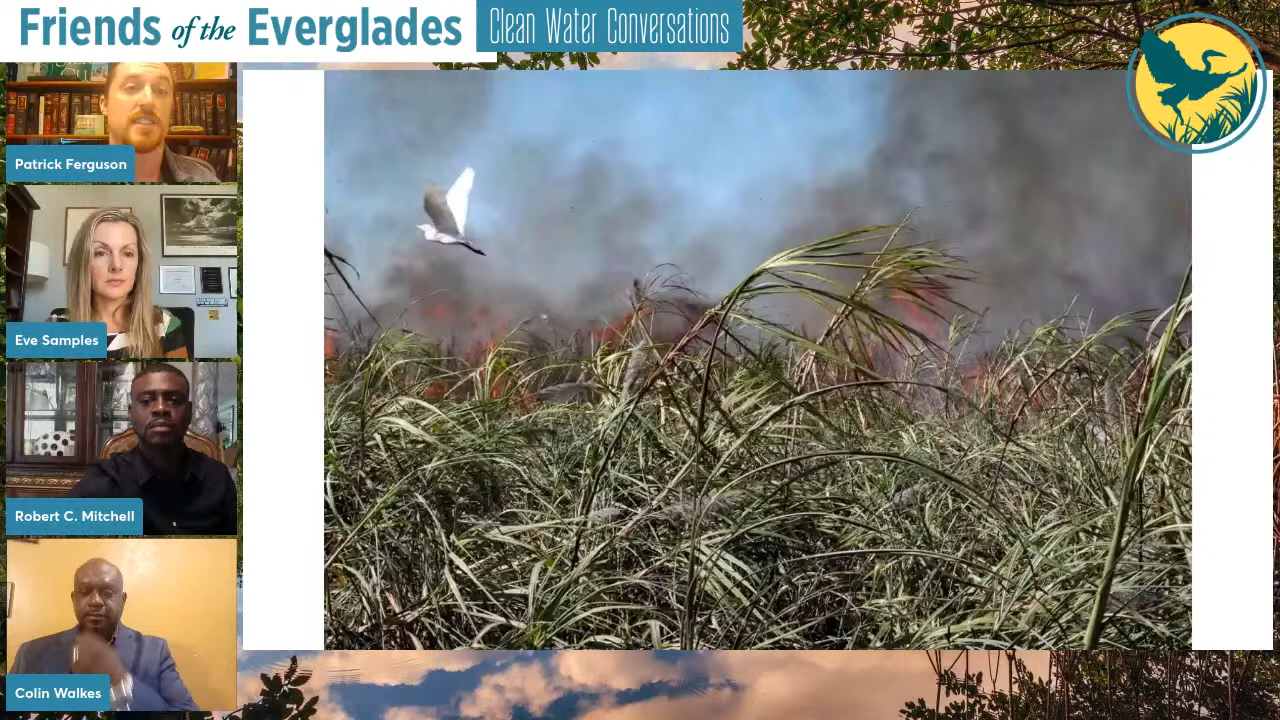 Friends of the Everglades
Clean Water Conversations
Patrick Ferguson
Eve Samples
Robert C. Mitchell
Colin Walkes